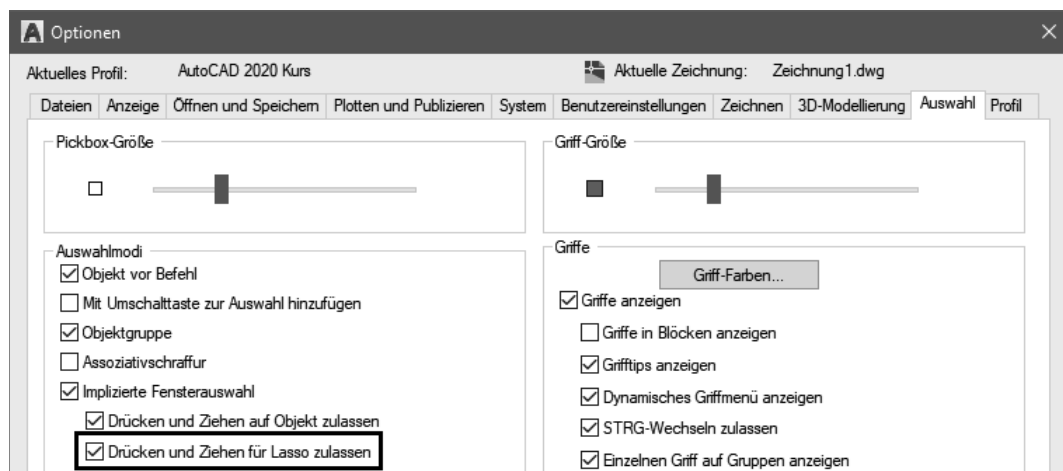 Optionen
Aktuelles Profil: AutoCAD 2020 Kurs Aktuelle Zeichnung: Zeichnung1.dwg
Dateien Anzeige Öffnen und Speichern Plotten und Publizieren System Benutzereinstellungen Zeichnen 3D-Modellierung Auswahl Profil
Pickbox-Größe
Griff-Größe
Auswahlmodi
Objekt vor Befehl
Mit Umschalttaste zur Auswahl hinzufügen
Objektgruppe
Assoziativschraffur
Implizierte Fensterauswahl
Drücken und Ziehen auf Objekt zulassen
Drücken und Ziehen für Lasso zulassen
Griffe
Griff-Farben...
Griffe anzeigen
Griffe in Blöcken anzeigen
Grifftips anzeigen
Dynamisches Griffmenü anzeigen
STRG-Wechseln zulassen
Einzelnen Griff auf Gruppen anzeigen